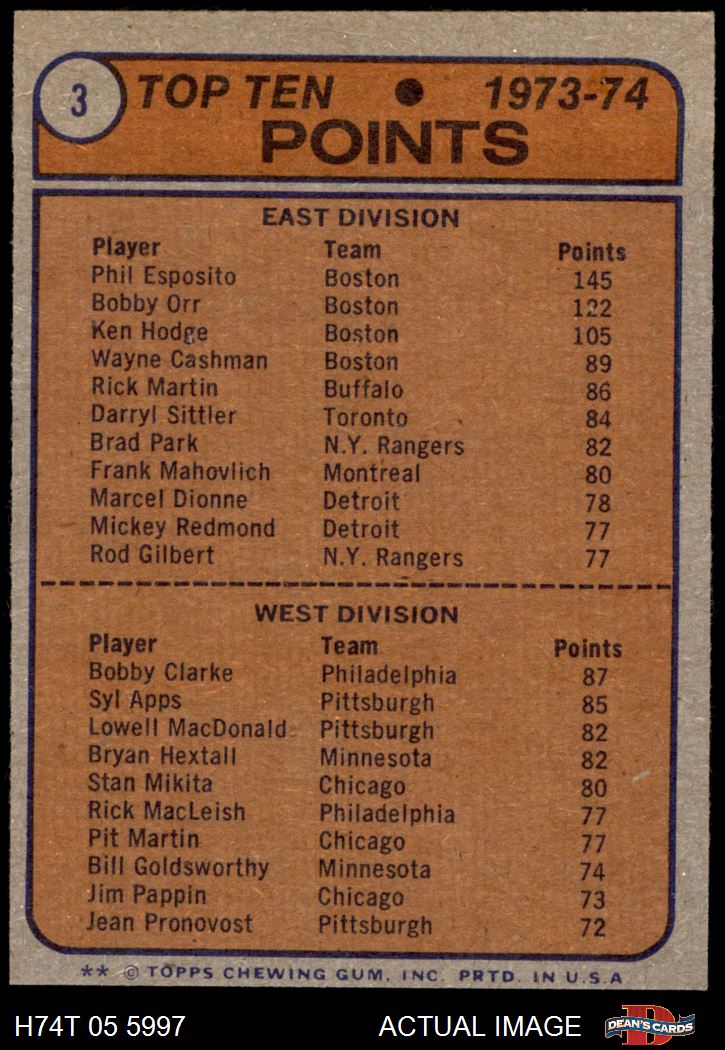 3 TOP TEN ● 1973-74
POINTS
EAST DIVISION
Player Team Points
Phil Esposito Boston 145
Bobby Orr Boston 122
Ken Hodge Boston 105
Wayne Cashman Boston 89
Rick Martin Buffalo 86
Darryl Sittler Toronto 84
Brad Park N.Y. Rangers 82
Frank Mahovlich Montreal 80
Marcel Dionne Detroit 78
Mickey Redmond Detroit 77
Rod Gilbert N.Y. Rangers 77
WEST DIVISION
Player Team Points
Bobby Clarke Philadelphia 87
Syl Apps Pittsburgh 85
Lowell MacDonald Pittsburgh 82
Bryan Hextall Minnesota 82
Stan Mikita Chicago 80
Rick MacLeish Philadelphia 77
Pit Martin Chicago 77
Bill Goldsworthy Minnesota 74
Jim Pappin Chicago 73
Jean Pronovost Pittsburgh 72
** © TOPPS CHEWING GUM, INC. PRTD. IN U.S.A
H74T 05 5997 ACTUAL IMAGE D DEAN'S CARDS